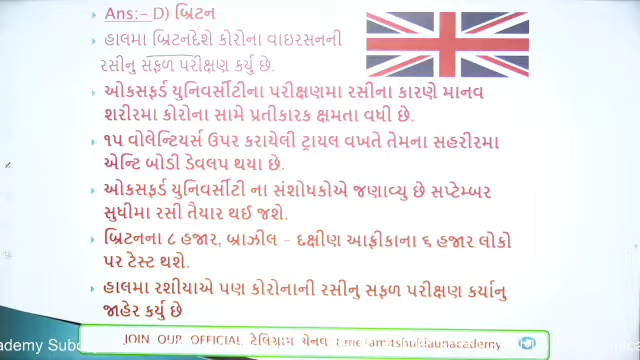 Ans:- D) બ્રિટન
હાલમા બ્રિટનદેશે કોરોના વાઇરસનની
રસીનુ સફળ પરીક્ષણ કર્યુ છે.
ઓકસફર્ડ યુનિવર્સીટીના પરીક્ષણમા રસીના કારણે માનવ
શરીરમા કોરોના સામે પ્રતીકારક ક્ષમતા વધી છે.
૧૫ વોલેન્ટિયર્સ ઉપર કરાયેલી ટ્રાયલ વખતે તેમના સહરીરમા
એન્ટિ બોડી ડેવલપ થયા છે.
ઓકસફર્ડ યુનિવર્સીટી ના સંશોધકોએ જણાવ્યુ છે સપ્ટેમ્બર
સુધીમા રસી તૈયાર થઈ જશે.
બ્રિટનના ૮ હજાર, બ્રાઝીલ – દક્ષીણ આફ્રીકાના ૬ હજાર લોકો
પર ટેસ્ટ થશે.
હાલમા રશીયાએ પણ કોરોનાની રસીનુ સફળ પરીક્ષણ કર્યાનુ
જાહેર કર્યુ છે
JOIN OUR OFFICIAL ટેલિગ્રામ ચેનલ t.me/amitshuklaunacademy